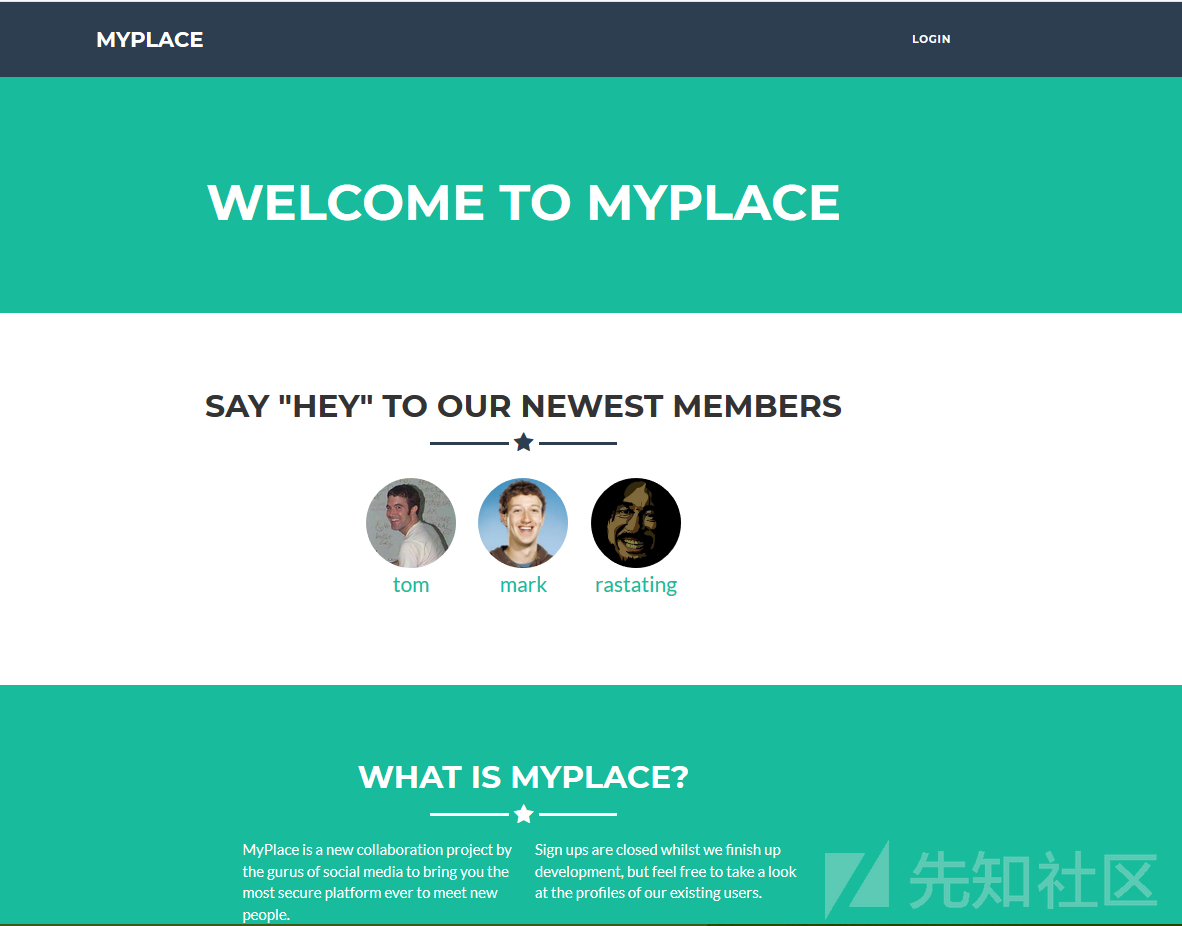 MYPLACE
LOGIN
WELCOME TO MYPLACE
SAY "HEY" TO OUR NEWEST MEMBERS
tom
mark
rastating
WHAT IS MYPLACE?
MyPlace is a new collaboration project by
the gurus of social media to bring you the
most secure platform ever to meet new
people.
Sign ups are closed whilst we finish up
development, but feel free to take a look
at the profiles of our existing users.
先知社区